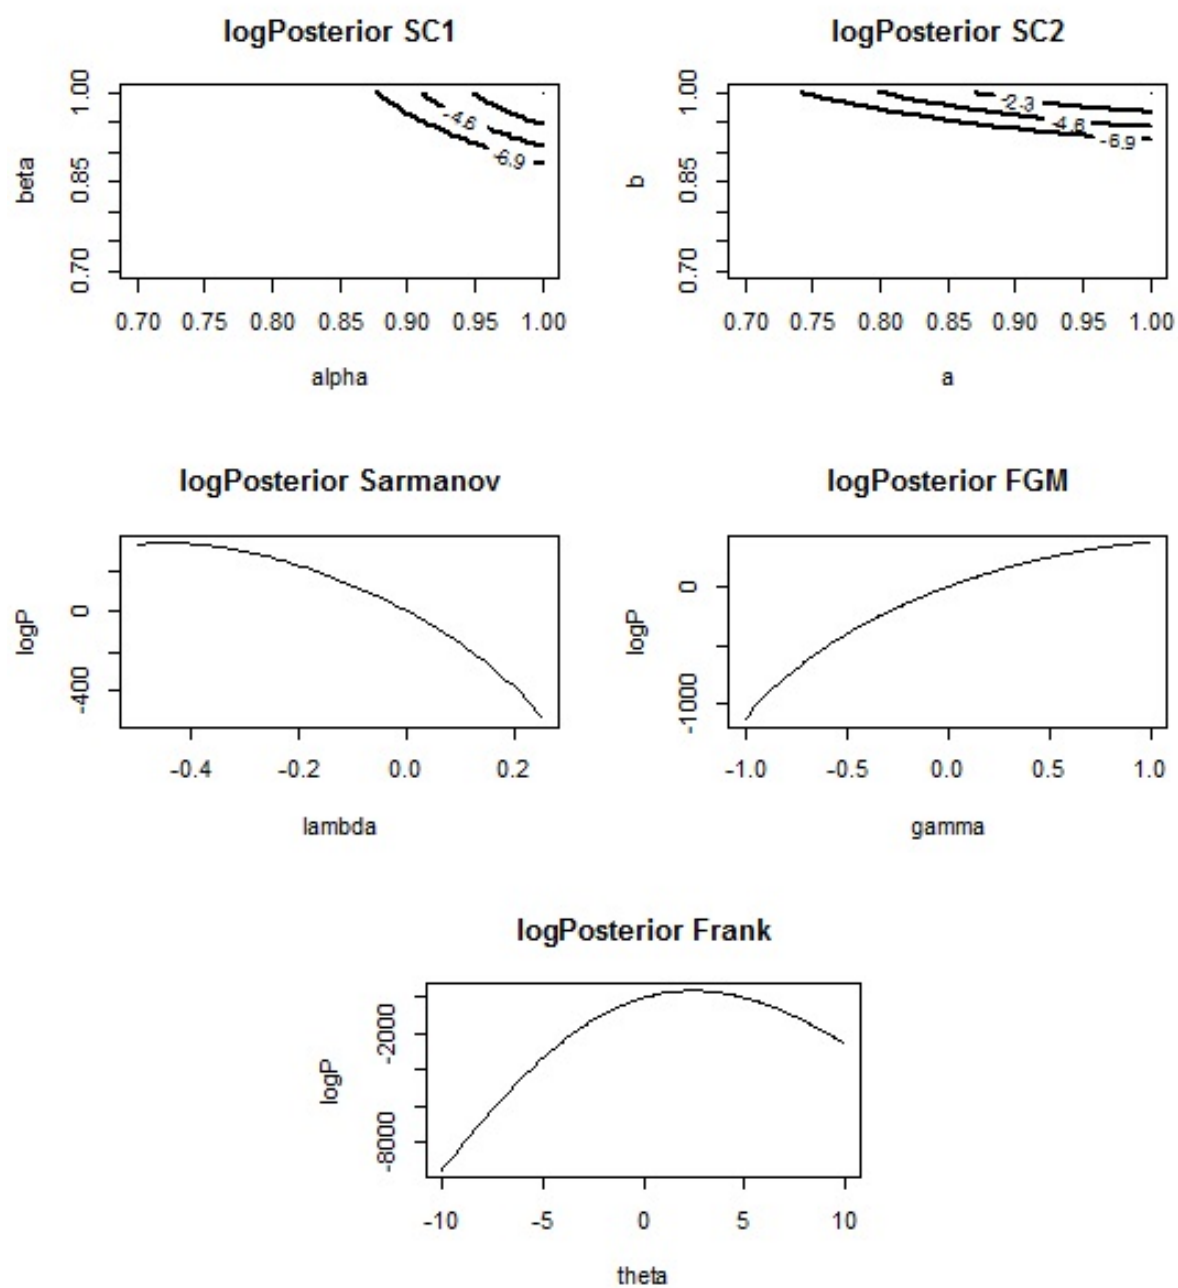 logPosterior SC1
logPosterior SC2
beta
1.00
0.85
0.70
-4.6
-6.9
0.70 0.75 0.80 0.85 0.90 0.95 1.00
alpha
b
1.00
0.85
0.70
-2.3
-4.6
-6.9
0.70 0.75 0.80 0.85 0.90 0.95 1.00
a
logPosterior Sarmanov
logPosterior FGM
logP
0
-400
-0.4 -0.2 0.0 0.2
lambda
logP
0
-1000
-1.0 -0.5 0.0 0.5 1.0
gamma
logPosterior Frank
logP
-2000
-8000
-10 -5 0 5 10
theta